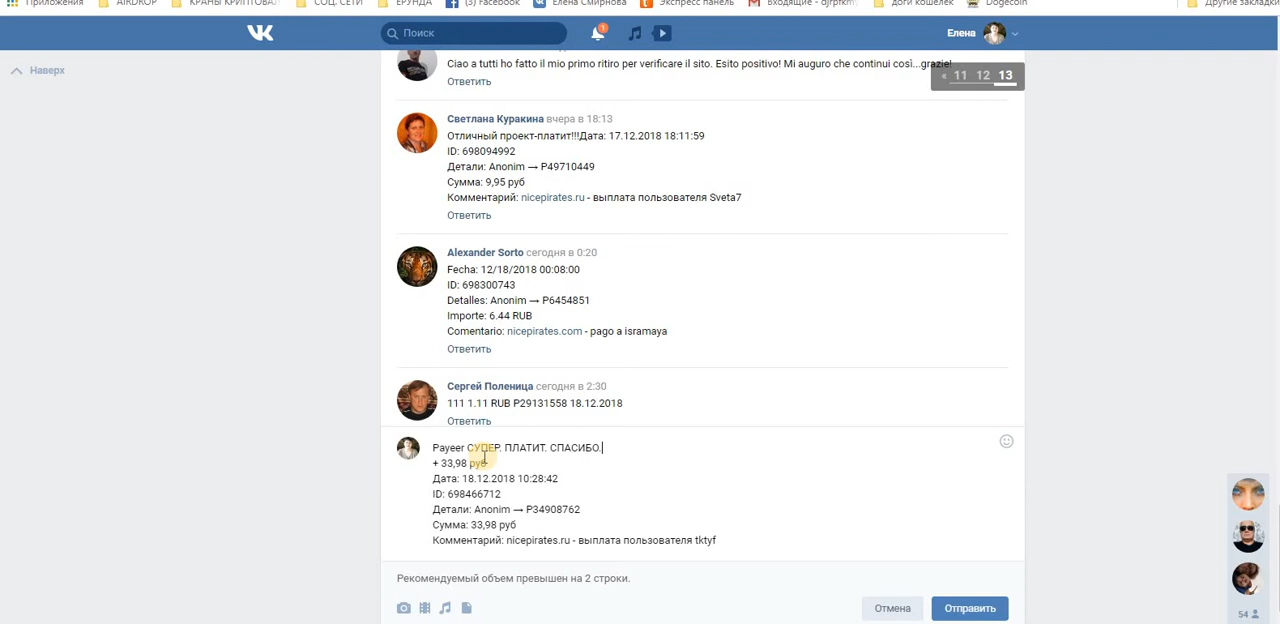 Приложения
AIRDROP
КРАНЫ КРИПТОВАЛ
СОЦ. СЕТИ
ЕРУНДА
(3) Facebook
Елена Смирнова
Экспресс панель
Входящие - djrpfkmy
доги кошелек
Dogecoin
Другие закладки
Поиск
1
Елена
Наверх
« 11 12 13
Ciao a tutti ho fatto il mio primo ritiro per verificare il sito. Esito positivo! Mi auguro che continui così...grazie!
Ответить
Светлана Куракина вчера в 18:13
Отличный проект-платит!!!Дата: 17.12.2018 18:11:59
ID: 698094992
Детали: Anonim → P49710449
Сумма: 9,95 руб
Комментарий: nicepirates.ru - выплата пользователя Sveta7
Ответить
Alexander Sorto сегодня в 0:20
Fecha: 12/18/2018 00:08:00
ID: 698300743
Detalles: Anonim → P6454851
Importe: 6.44 RUB
Comentario: nicepirates.com - pago a isramaya
Ответить
Сергей Поленица сегодня в 2:30
111 1.11 RUB P29131558 18.12.2018
Ответить
Payeer СУПЕР. ПЛАТИТ. СПАСИБО.
+ 33,98 руб
Дата: 18.12.2018 10:28:42
ID: 698466712
Детали: Anonim → P34908762
Сумма: 33,98 руб
Комментарий: nicepirates.ru - выплата пользователя tktyf
Рекомендуемый объем превышен на 2 строки.
Отмена
Отправить
54